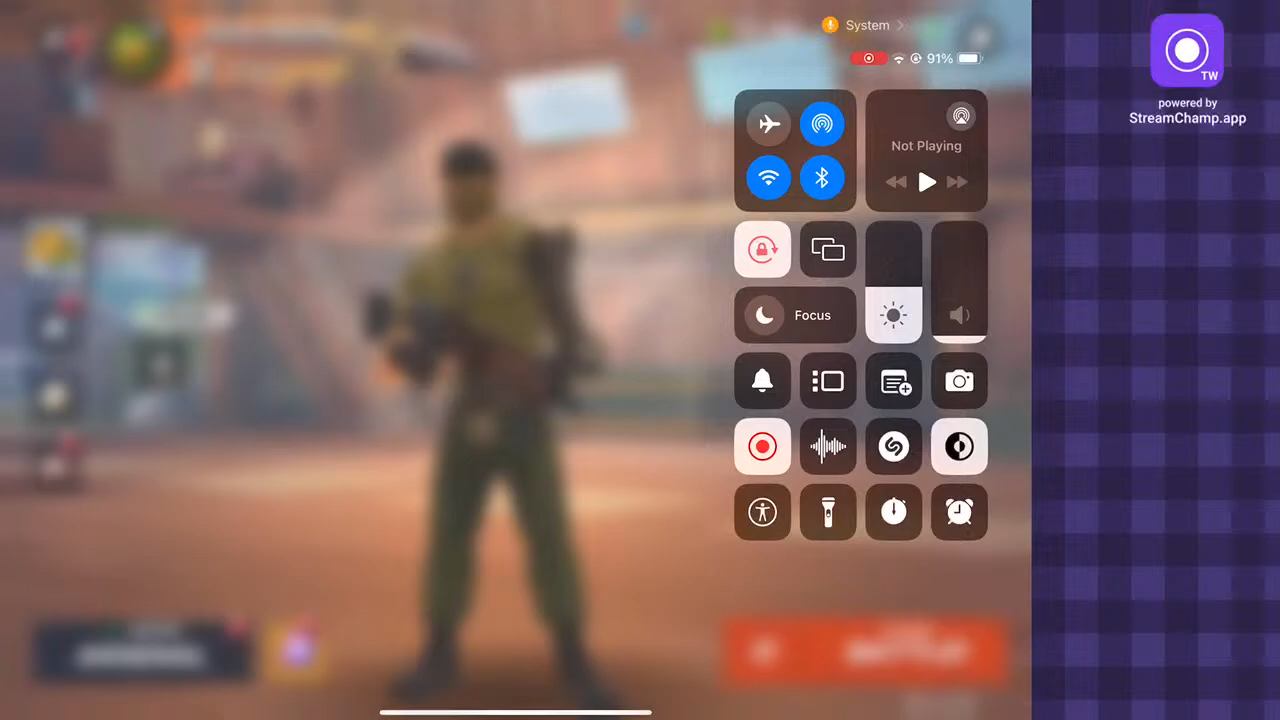 System
91%
Not Playing
Focus
TW
powered by
StreamChamp.app